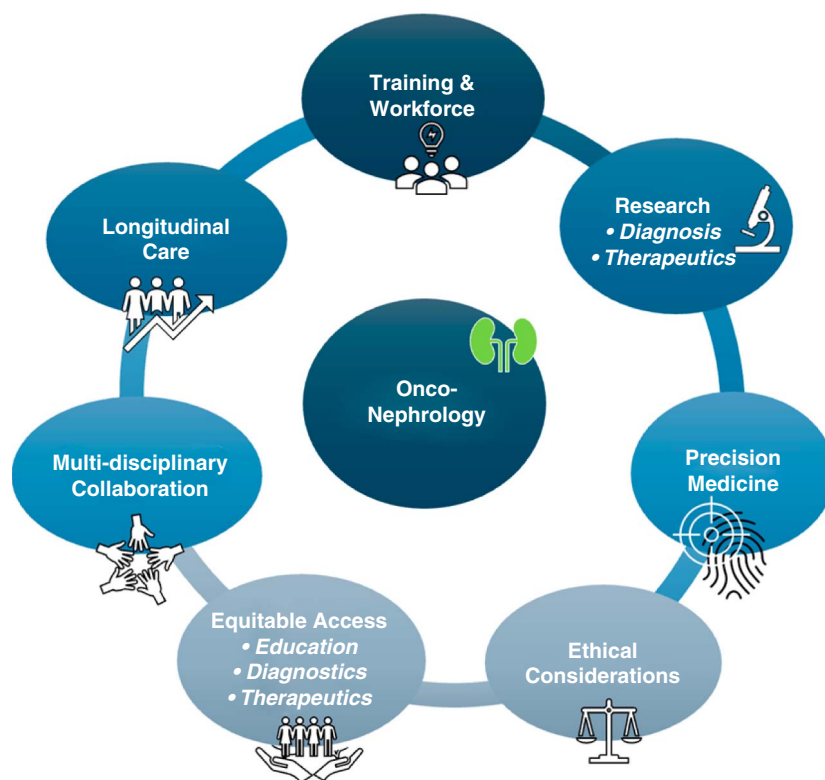 Training &
Workforce
Research
• Diagnosis
• Therapeutics
Precision
Medicine
Ethical
Considerations
Equitable Access
• Education
• Diagnostics
• Therapeutics
Multi-disciplinary
Collaboration
Longitudinal
Care
Onco-
Nephrology